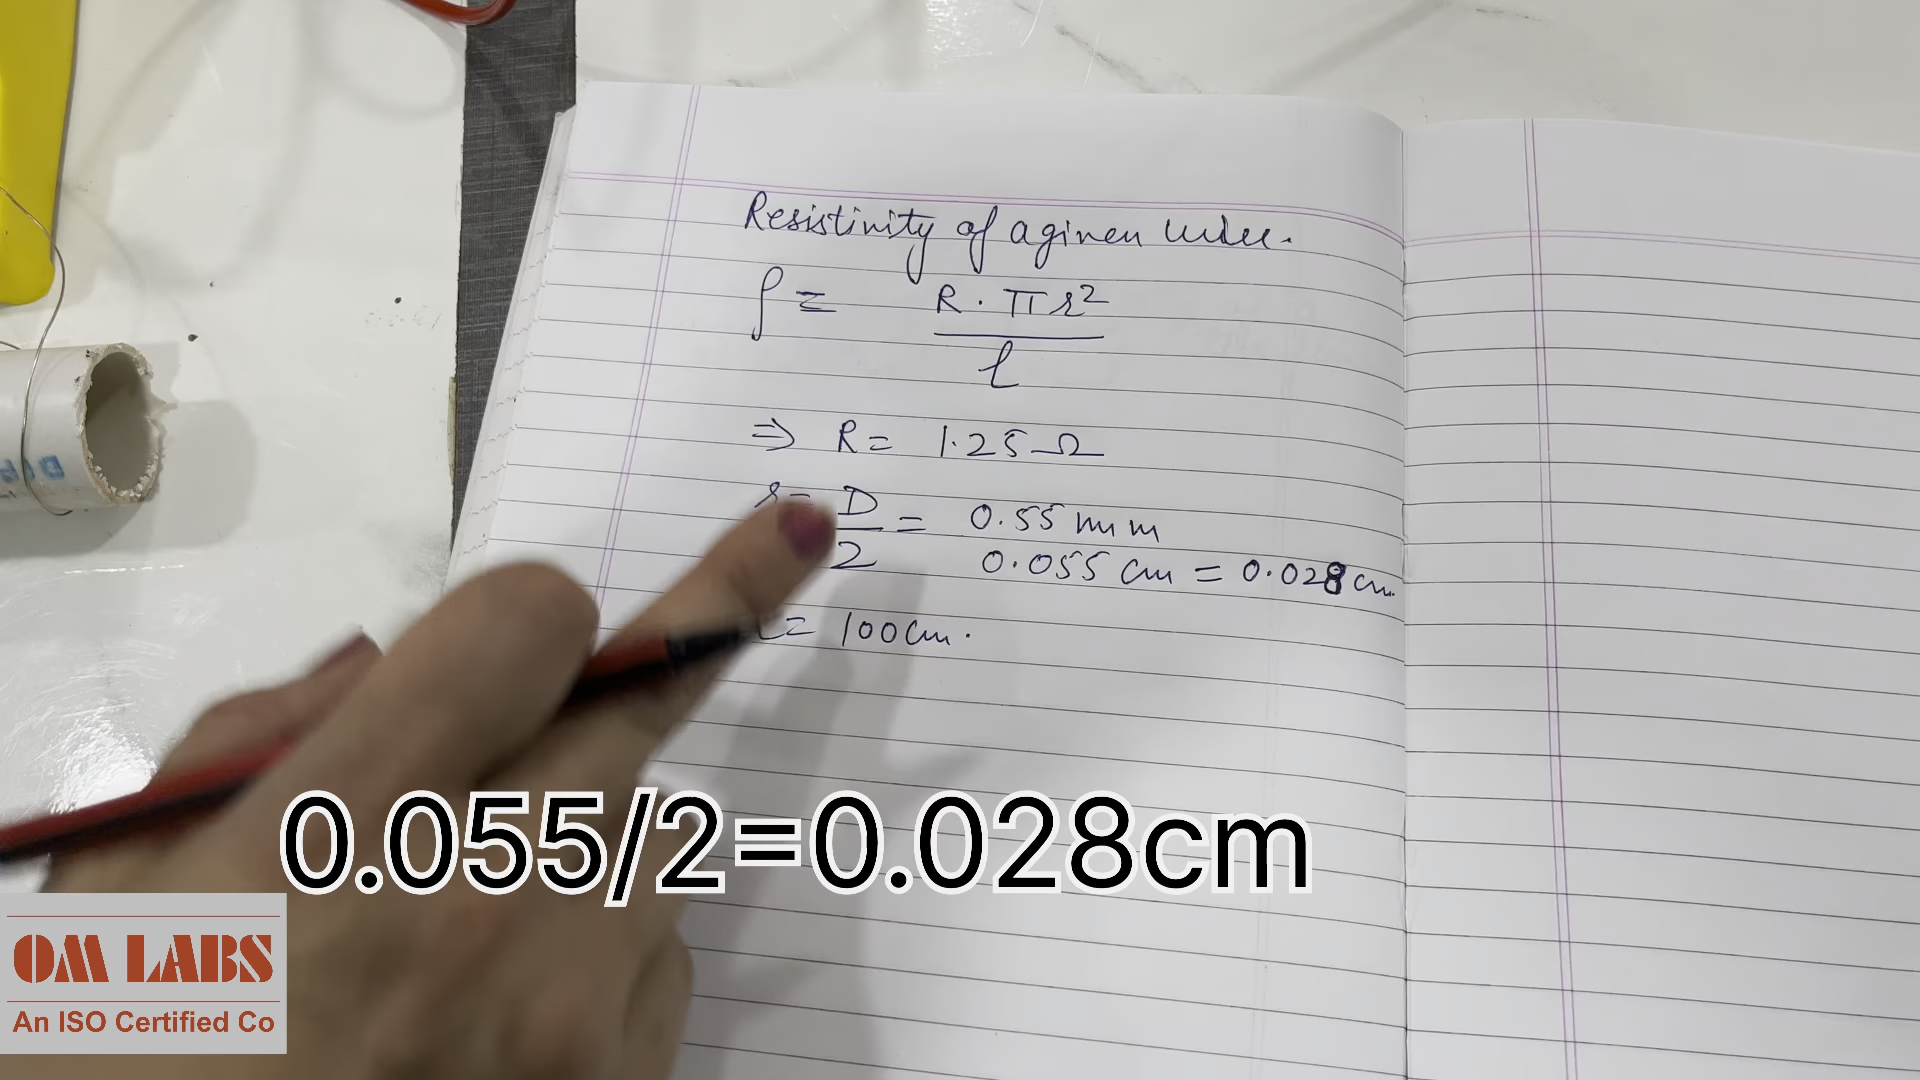 Resistivity of a given wire.
ρ = R · π r²
l
⇒ R = 1.25 Ω
r = D = 0.55 mm
2 0.055 cm = 0.028 cm.
l = 100 cm.
0.055/2=0.028cm
OM LABS
An ISO Certified Co